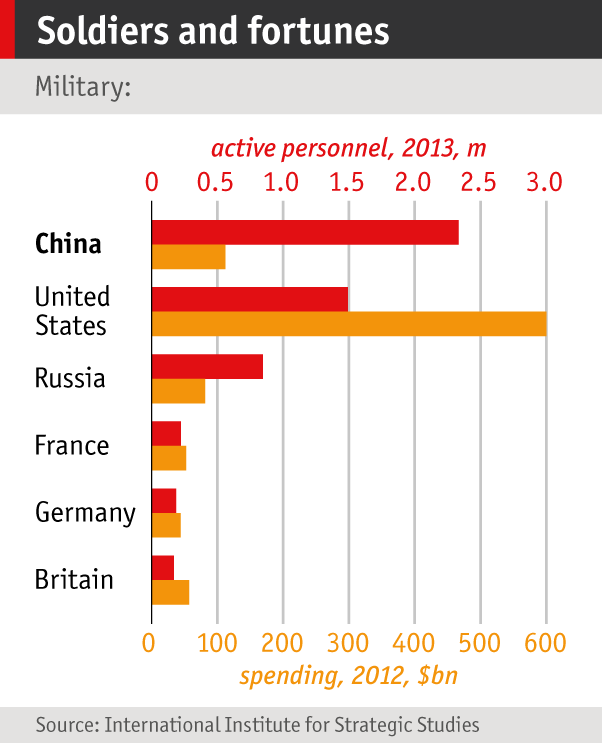 Soldiers and fortunes
Military:
active personnel, 2013, m
0 0.5 1.0 1.5 2.0 2.5 3.0
China
United
States
Russia
France
Germany
Britain
0 100 200 300 400 500 600
spending, 2012, $bn
Source: International Institute for Strategic Studies